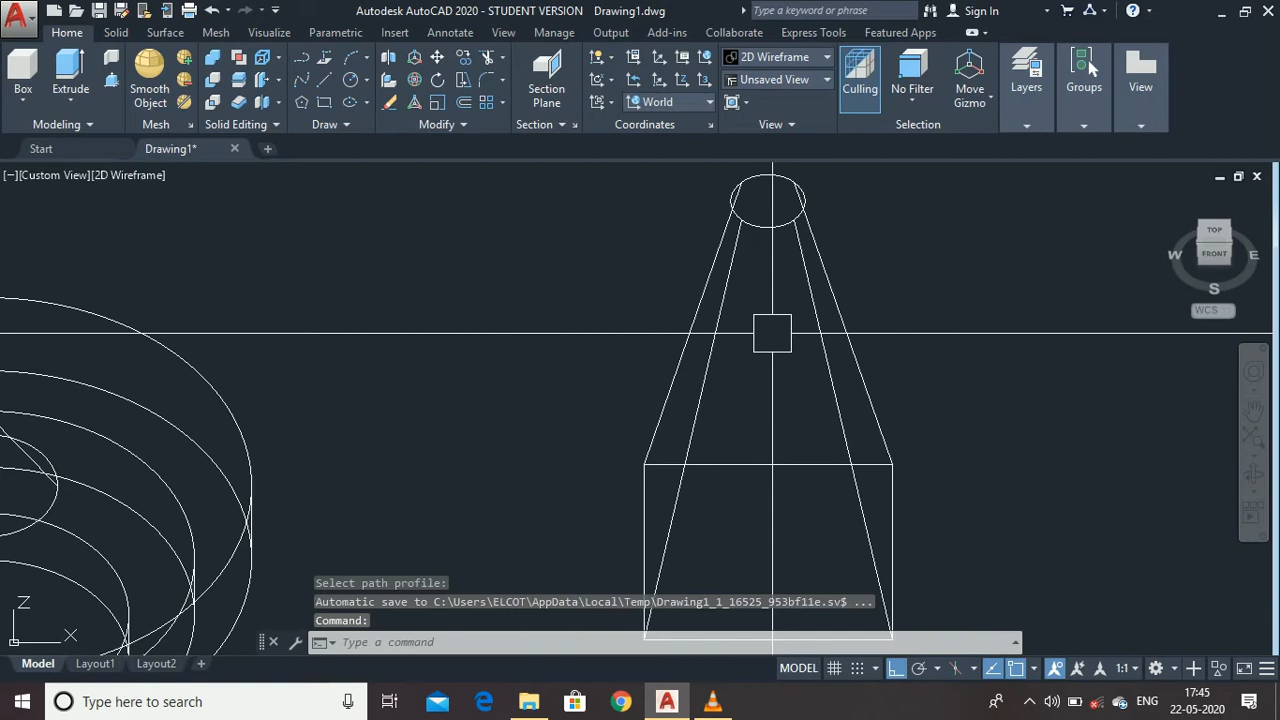 Autodesk AutoCAD 2020 - STUDENT VERSION Drawing1.dwg
Type a keyword or phrase
Sign In
Home Solid Surface Mesh Visualize Parametric Insert Annotate View Manage Output Add-ins Collaborate Express Tools Featured Apps
Box
Extrude
Modeling
Smooth
Object
Mesh
Solid Editing
Draw
Modify
Section
Plane
Section
World
Coordinates
2D Wireframe
Unsaved View
View
Culling
No Filter
Move
Gizmo
Selection
Layers
Groups
View
Start
Drawing1*
[−][Custom View][2D Wireframe]
TOP
FRONT
W
E
S
WCS
Z
X
Select path profile:
Automatic save to C:\Users\ELCOT\AppData\Local\Temp\Drawing1_1_16525_953bf11e.sv$ ...
Command:
Type a command
Model Layout1 Layout2
MODEL
1:1
Type here to search
ENG
17:45
22-05-2020